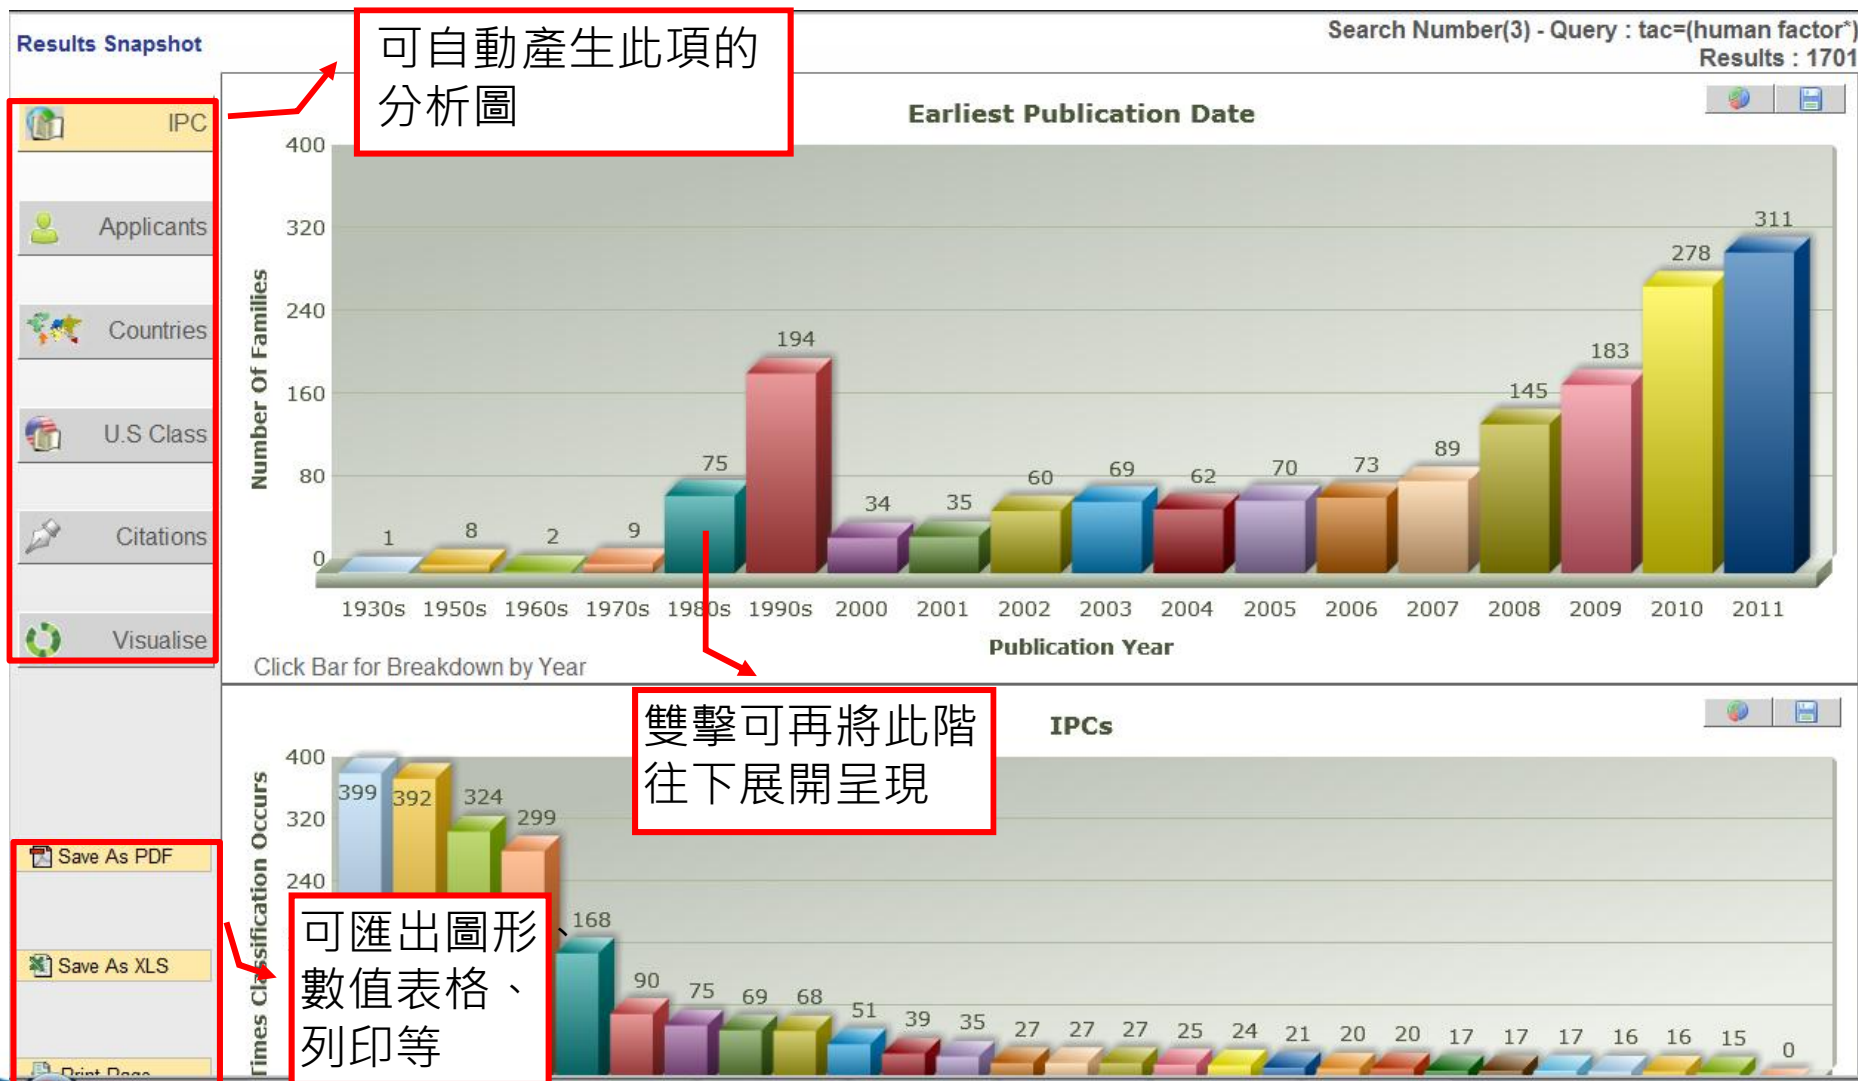 Results Snapshot
可自動產生此項的
分析圖
Search Number(3) - Query : tac=(human factor*)
Results : 1701
IPC
Applicants
Countries
U.S Class
Citations
Visualise
Save As PDF
Save As XLS
Print Page
Earliest Publication Date
Number Of Families
400
320
240
160
80
0
1
8
2
9
75
194
34
35
60
69
62
70
73
89
145
183
278
311
1930s 1950s 1960s 1970s 1980s 1990s 2000 2001 2002 2003 2004 2005 2006 2007 2008 2009 2010 2011
Publication Year
Click Bar for Breakdown by Year
雙擊可再將此階
往下展開呈現
IPCs
Times Classification Occurs
400
320
240
399
392
324
299
168
90
75
69
68
51
39
35
27
27
27
25
24
21
20
20
17
17
17
16
16
15
0
可匯出圖形、
數值表格、
列印等